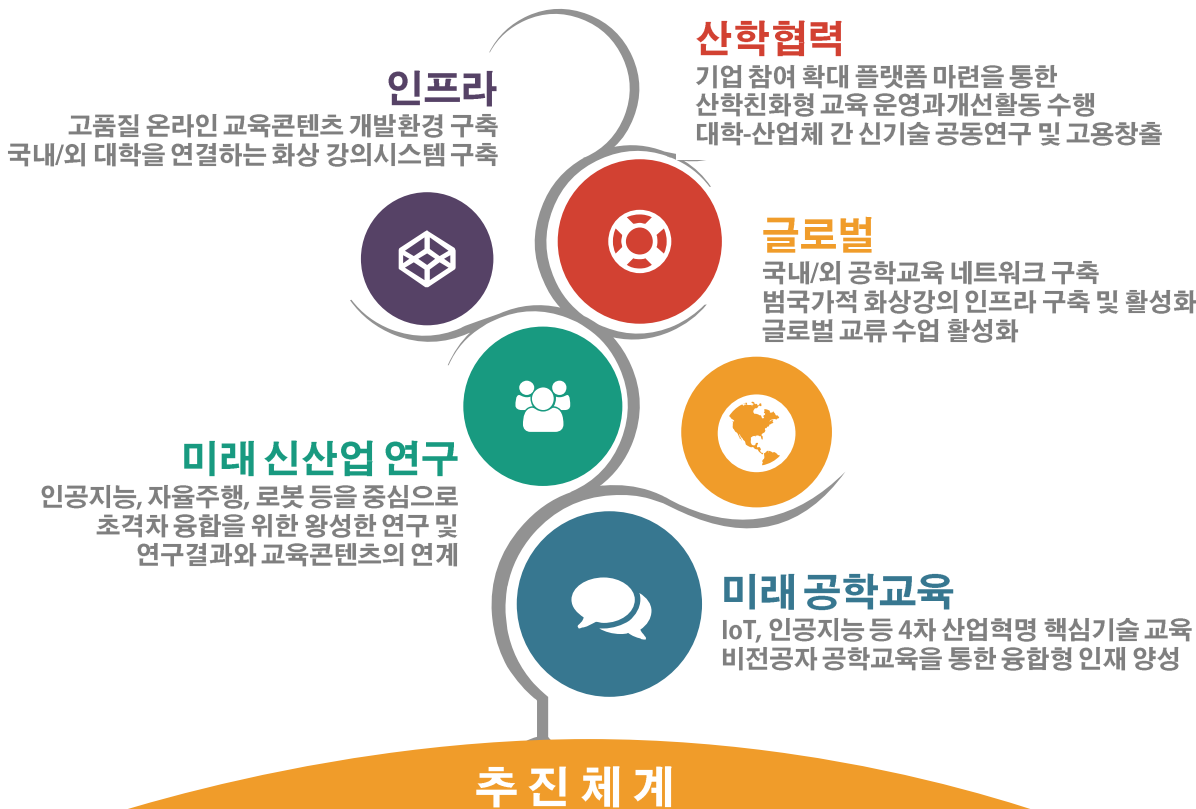 인프라
고품질 온라인 교육콘텐츠 개발환경 구축
국내/외 대학을 연결하는 화상 강의시스템 구축
산학협력
기업 참여 확대 플랫폼 마련을 통한
산학친화형 교육 운영과개선활동 수행
대학-산업체 간 신기술 공동연구 및 고용창출
글로벌
국내/외 공학교육 네트워크 구축
범국가적 화상강의 인프라 구축 및 활성화
글로벌 교류 수업 활성화
미래 신산업 연구
인공지능, 자율주행, 로봇 등을 중심으로
초격차 융합을 위한 왕성한 연구 및
연구결과와 교육콘텐츠의 연계
미래 공학교육
IoT, 인공지능 등 4차 산업혁명 핵심기술 교육
비전공자 공학교육을 통한 융합형 인재 양성
추진체계